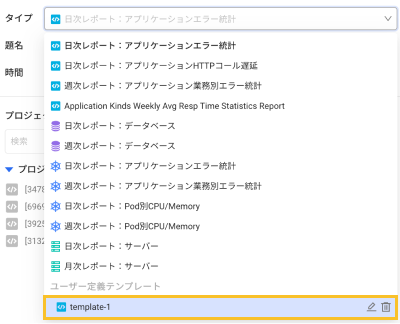 タイプ
日次レポート：アプリケーションエラー統計
題名
日次レポート：アプリケーションエラー統計
日次レポート：アプリケーションHTTPコール遅延
時間
週次レポート：アプリケーション業務別エラー統計
Application Kinds Weekly Avg Resp Time Statistics Report
プロジェ
日次レポート：データベース
検索
週次レポート：データベース
プロジ
日次レポート：アプリケーションエラー統計
[3478
週次レポート：アプリケーション業務別エラー統計
[6969
日次レポート：Pod別CPU/Memory
[3925
週次レポート：Pod別CPU/Memory
[3132
日次レポート：サーバー
月次レポート：サーバー
ユーザー定義テンプレート
template-1